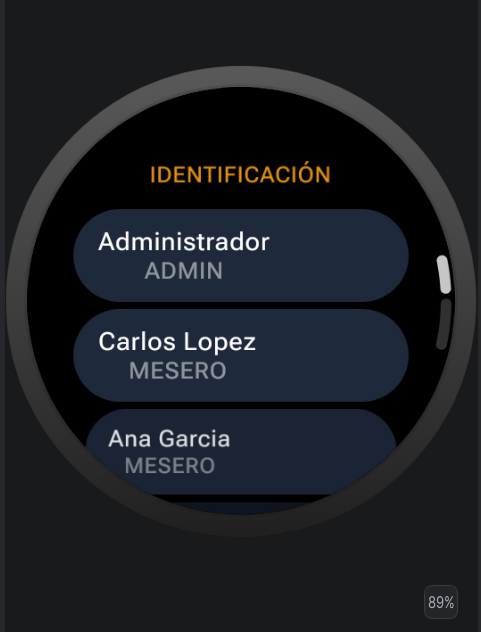 IDENTIFICACIÓN
Administrador
ADMIN
Carlos Lopez
MESERO
Ana Garcia
MESERO
89%